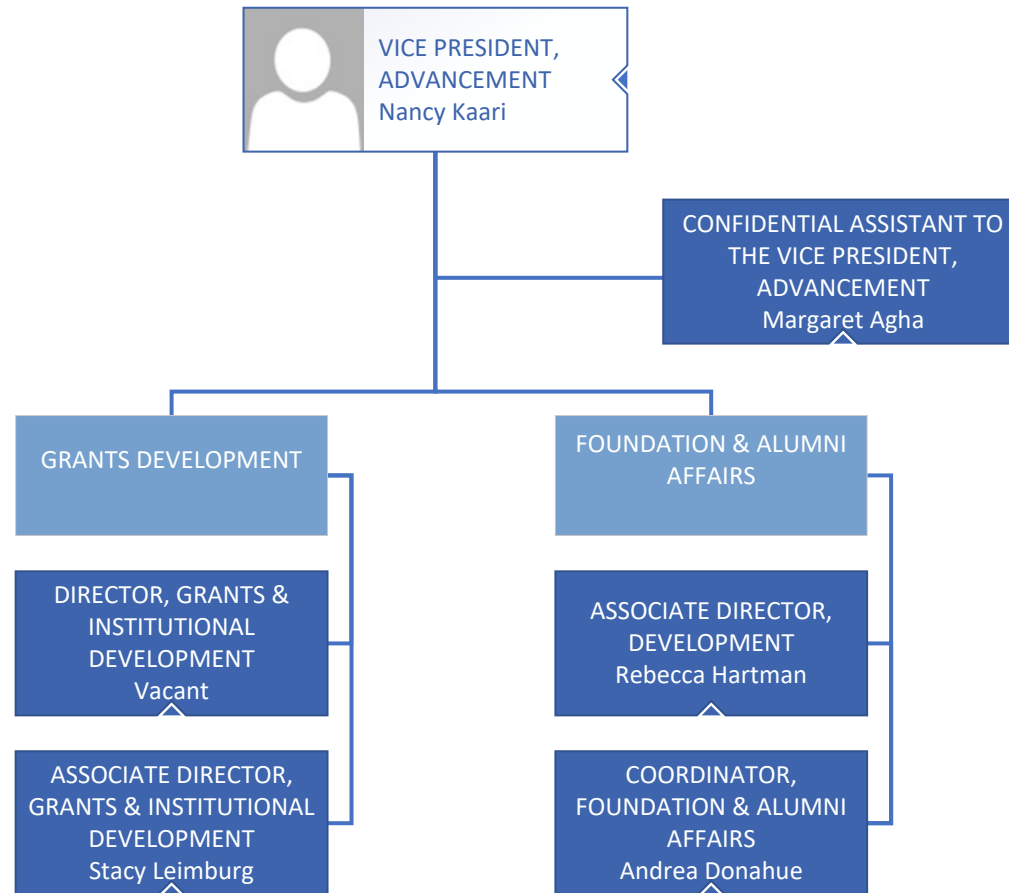 VICE PRESIDENT,
ADVANCEMENT
Nancy Kaari
CONFIDENTIAL ASSISTANT TO
THE VICE PRESIDENT,
ADVANCEMENT
Margaret Agha
GRANTS DEVELOPMENT
FOUNDATION & ALUMNI
AFFAIRS
DIRECTOR, GRANTS &
INSTITUTIONAL
DEVELOPMENT
Vacant
ASSOCIATE DIRECTOR,
DEVELOPMENT
Rebecca Hartman
ASSOCIATE DIRECTOR,
GRANTS & INSTITUTIONAL
DEVELOPMENT
Stacy Leimburg
COORDINATOR,
FOUNDATION & ALUMNI
AFFAIRS
Andrea Donahue